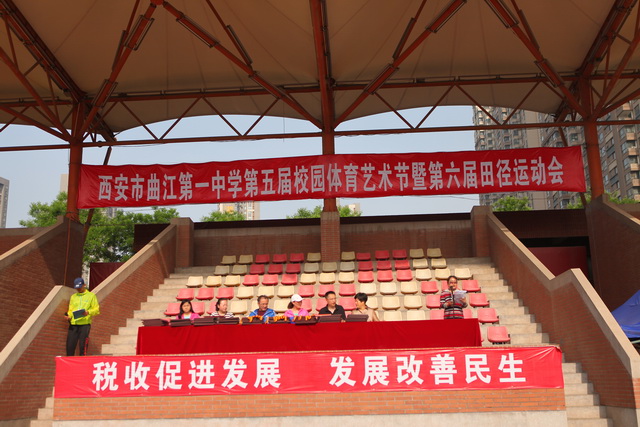 西安市曲江第一中学第五届校园体育艺术节暨第六届田径运动会
税收促进发展 发展改善民生